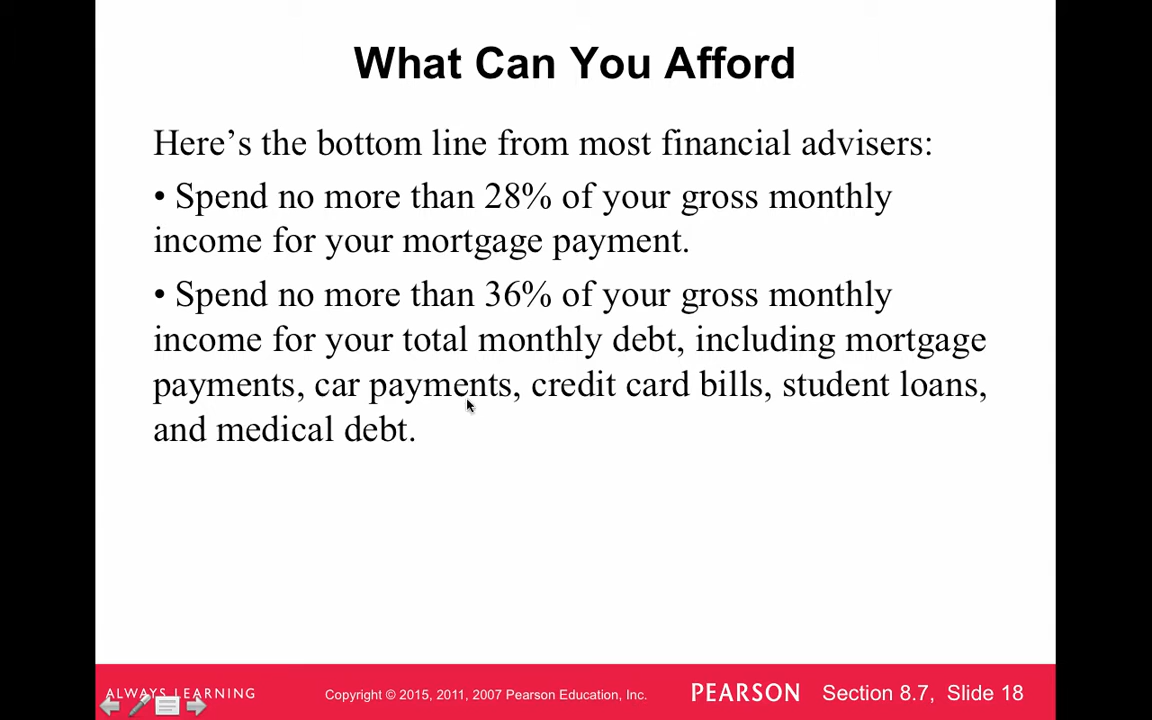 What Can You Afford
Here’s the bottom line from most financial advisers:
• Spend no more than 28% of your gross monthly
income for your mortgage payment.
• Spend no more than 36% of your gross monthly
income for your total monthly debt, including mortgage
payments, car payments, credit card bills, student loans,
and medical debt.
ALWAYS LEARNING
Copyright © 2015, 2011, 2007 Pearson Education, Inc.
PEARSON
Section 8.7, Slide 18